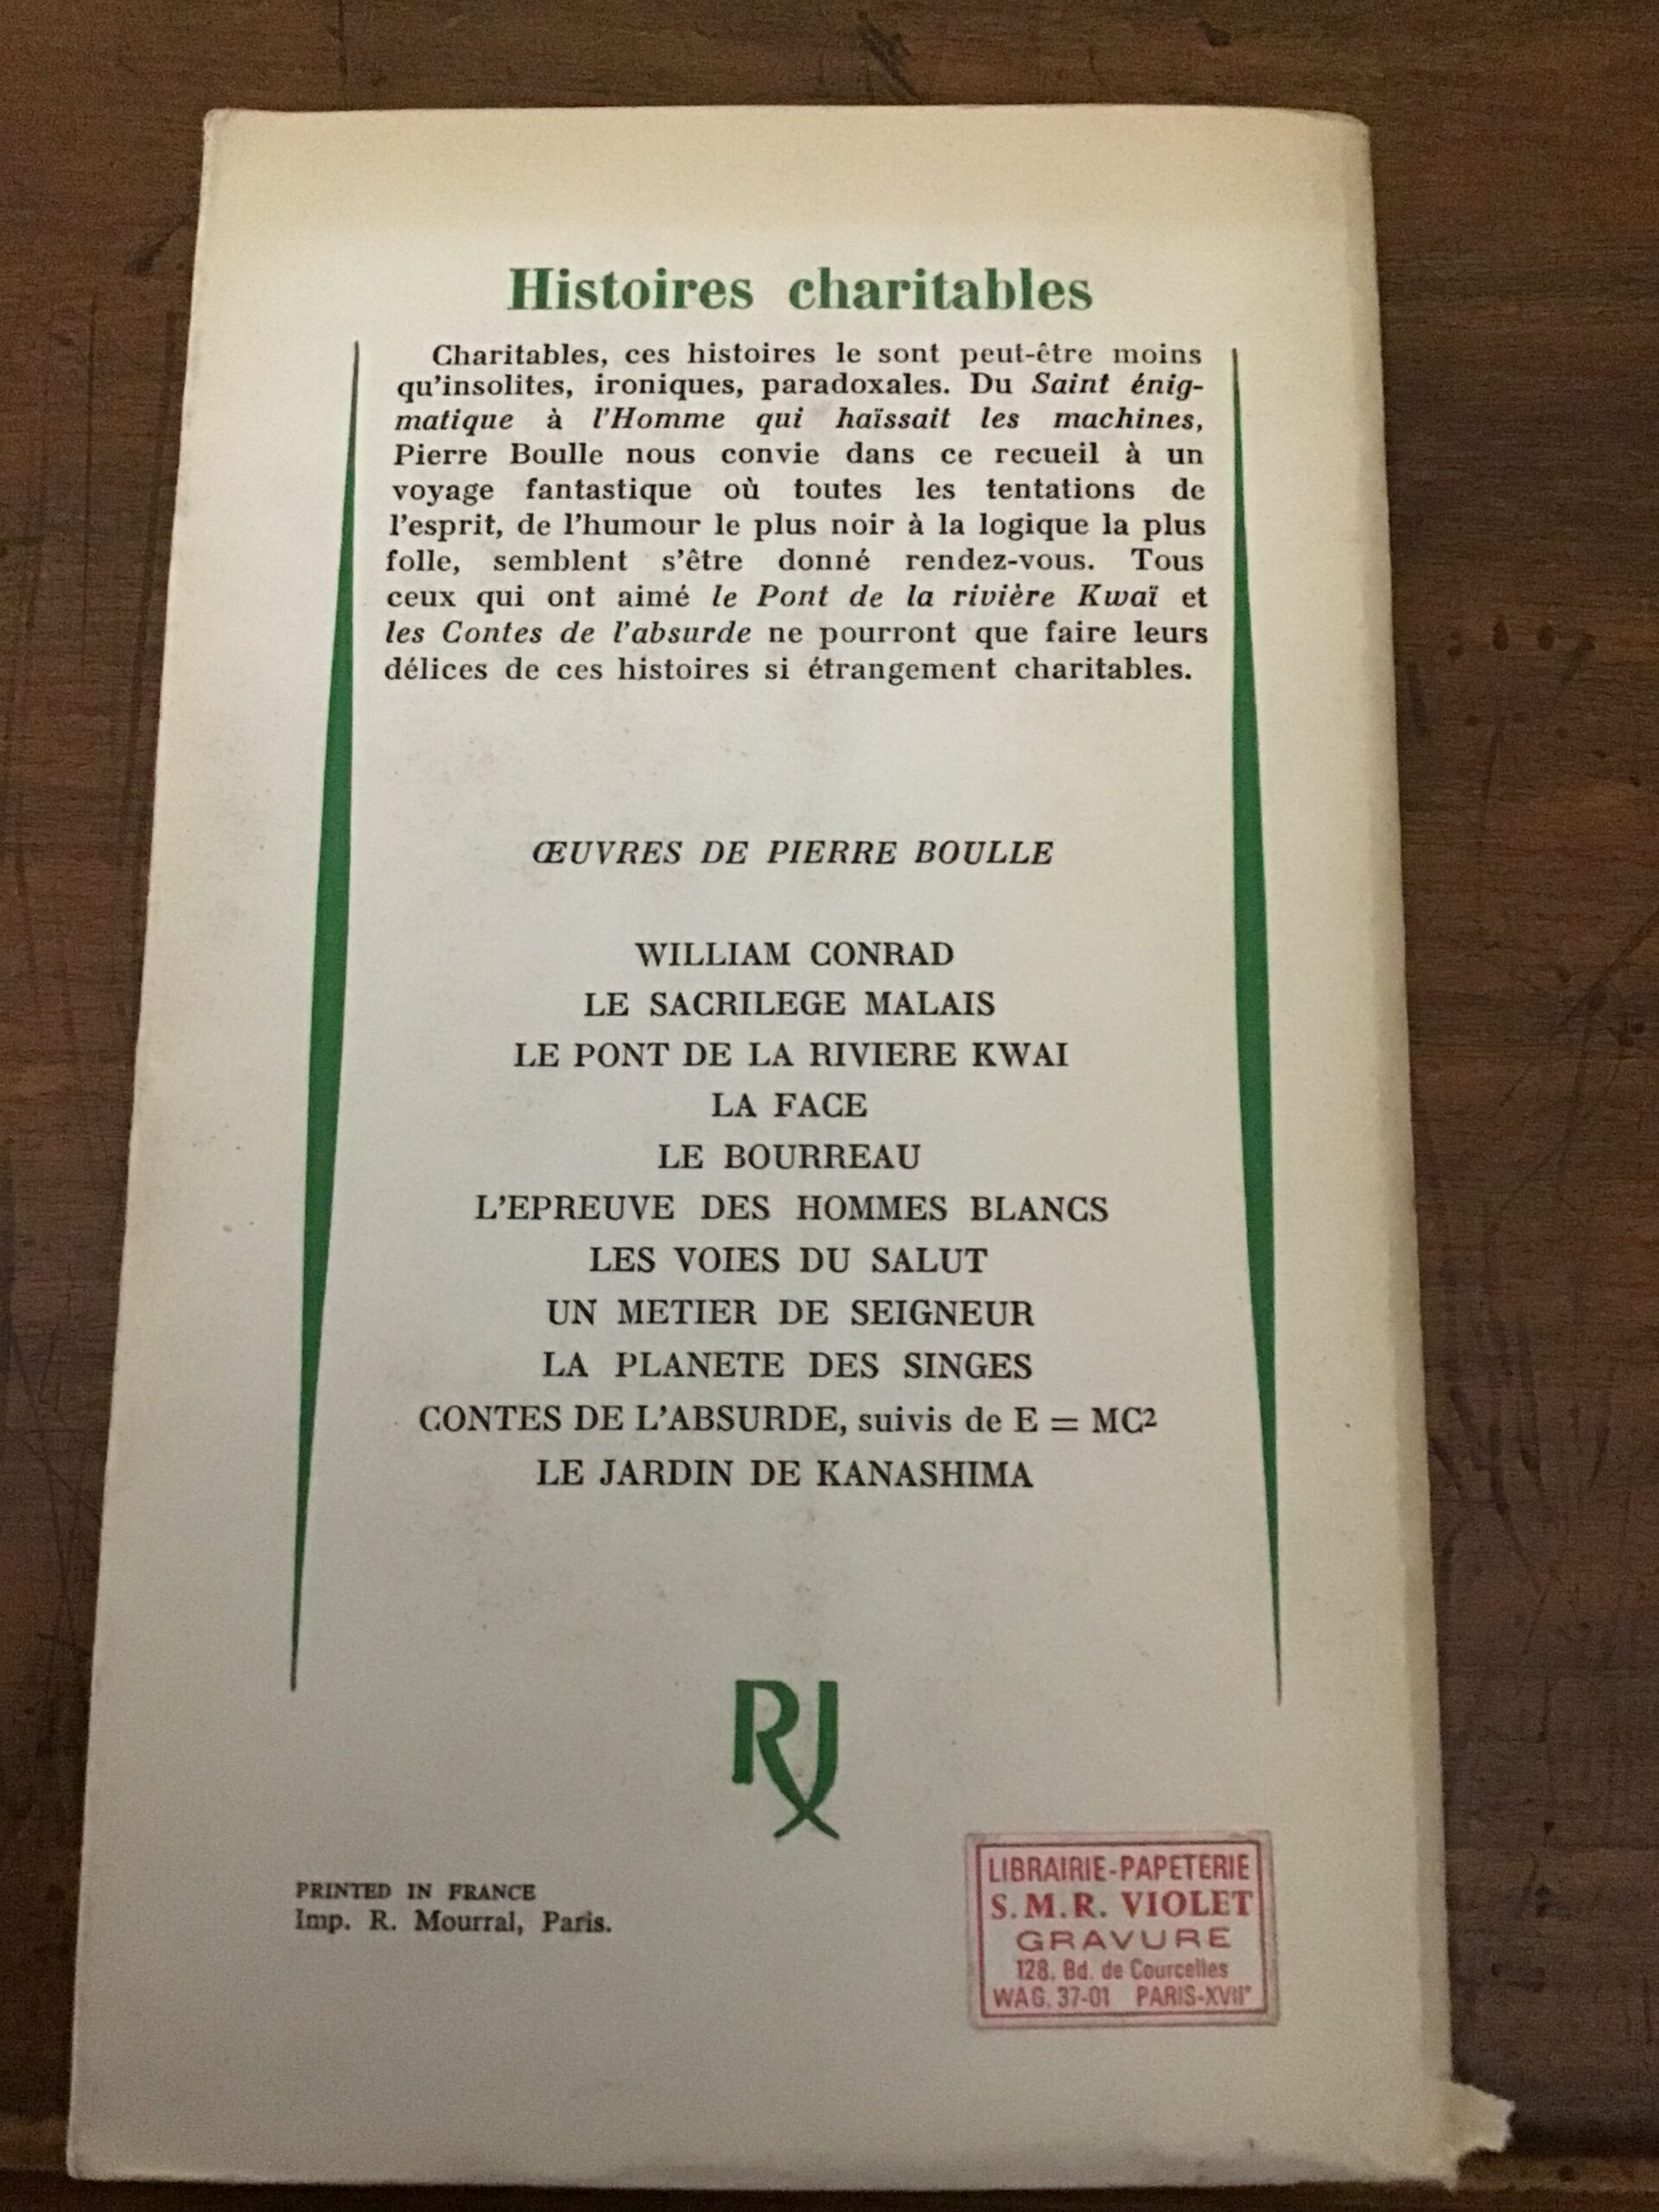 Histoires charitables
Charitables, ces histoires le sont peut-être moins
qu'insolites, ironiques, paradoxales. Du Saint énig-
matique à l'Homme qui haïssait les machines,
Pierre Boulle nous convie dans ce recueil à un
voyage fantastique où toutes les tentations de
l'esprit, de l'humour le plus noir à la logique la plus
folle, semblent s'être donné rendez-vous. Tous
ceux qui ont aimé le Pont de la rivière Kwaï et
les Contes de l'absurde ne pourront que faire leurs
délices de ces histoires si étrangement charitables.
ŒUVRES DE PIERRE BOULLE
WILLIAM CONRAD
LE SACRILEGE MALAIS
LE PONT DE LA RIVIERE KWAI
LA FACE
LE BOURREAU
L'EPREUVE DES HOMMES BLANCS
LES VOIES DU SALUT
UN METIER DE SEIGNEUR
LA PLANETE DES SINGES
CONTES DE L'ABSURDE, suivis de E = MC²
LE JARDIN DE KANASHIMA
RJ
PRINTED IN FRANCE
Imp. R. Mourral, Paris.
LIBRAIRIE-PAPETERIE
S.M.R. VIOLET
GRAVURE
128, Bd. de Courcelles
WAG. 37-01 PARIS-XVIIe